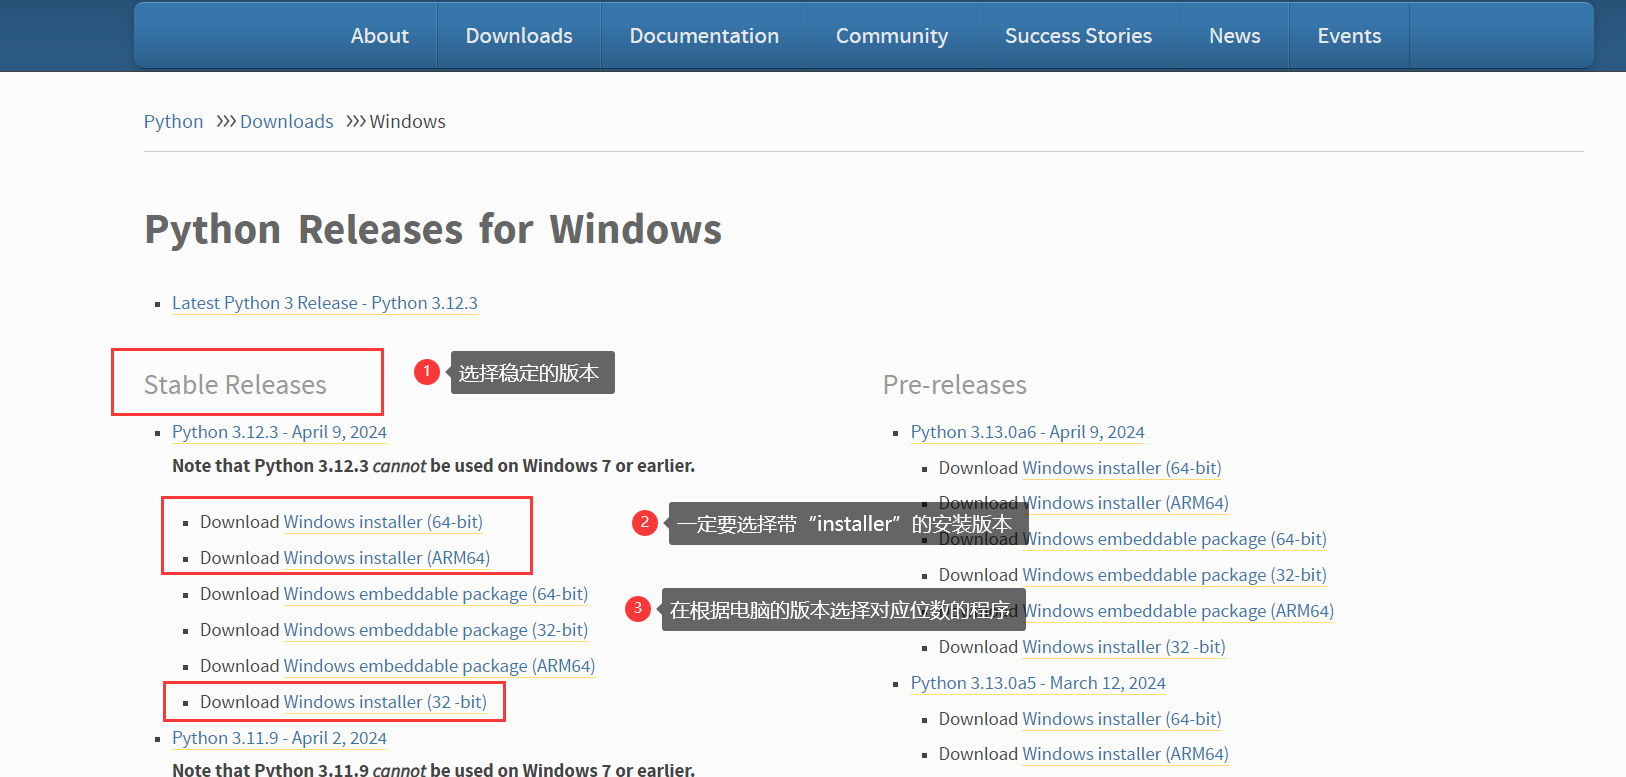 About Downloads Documentation Community Success Stories News Events
Python >>> Downloads >>> Windows
Python Releases for Windows
Latest Python 3 Release - Python 3.12.3
Stable Releases
1 选择稳定的版本
Python 3.12.3 - April 9, 2024
Note that Python 3.12.3 cannot be used on Windows 7 or earlier.
Download Windows installer (64-bit)
Download Windows installer (ARM64)
2 一定要选择带“installer”的安装版本
Download Windows embeddable package (64-bit)
Download Windows embeddable package (32-bit)
3 在根据电脑的版本选择对应位数的程序
Download Windows embeddable package (ARM64)
Download Windows installer (32 -bit)
Python 3.11.9 - April 2, 2024
Note that Python 3.11.9 cannot be used on Windows 7 or earlier.
Pre-releases
Python 3.13.0a6 - April 9, 2024
Download Windows installer (64-bit)
Download Windows installer (ARM64)
Download Windows embeddable package (64-bit)
Download Windows embeddable package (32-bit)
Download Windows embeddable package (ARM64)
Download Windows installer (32 -bit)
Python 3.13.0a5 - March 12, 2024
Download Windows installer (64-bit)
Download Windows installer (ARM64)